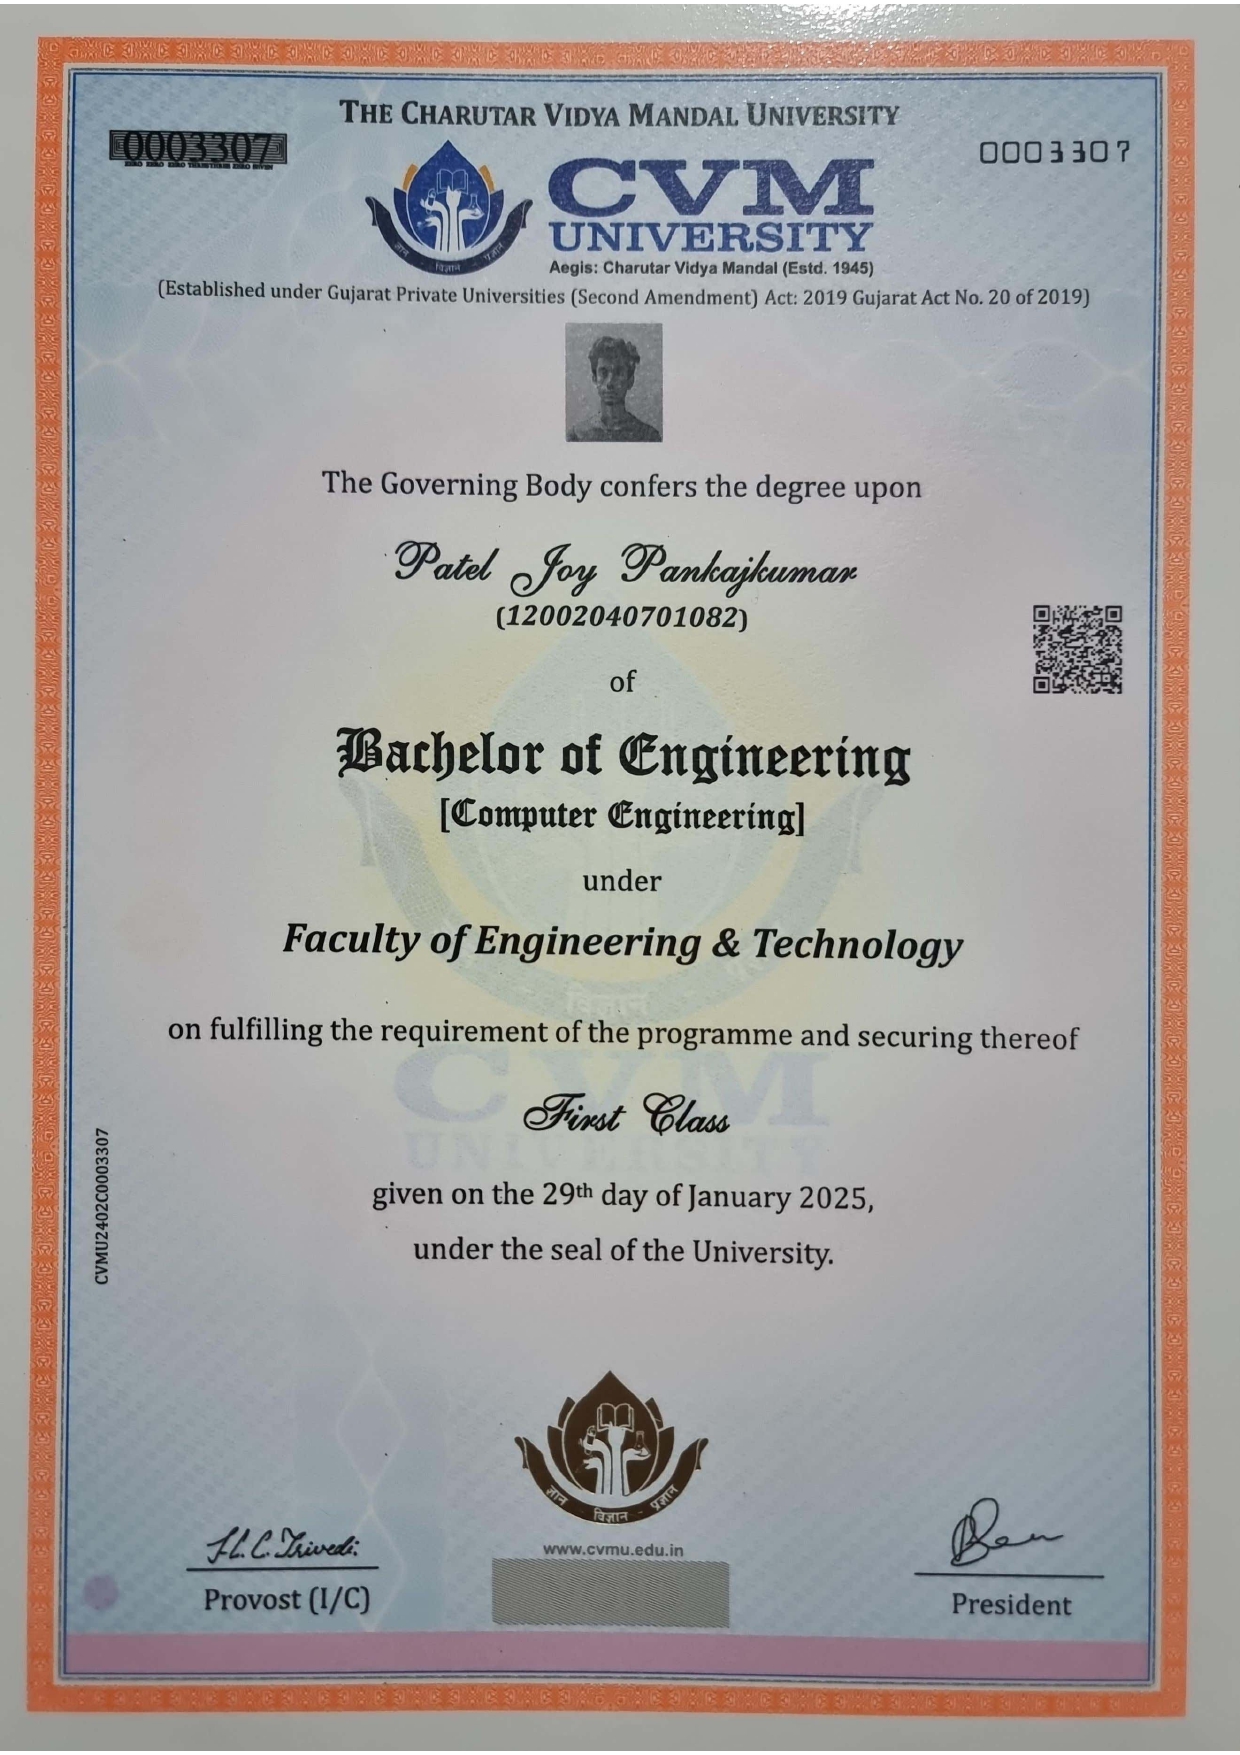 THE CHARUTAR VIDYA MANDAL UNIVERSITY
0003307
0003307
CVM
UNIVERSITY
Aegis: Charutar Vidya Mandal (Estd. 1945)
ज्ञान विज्ञान प्रज्ञान
(Established under Gujarat Private Universities (Second Amendment) Act: 2019 Gujarat Act No. 20 of 2019)
The Governing Body confers the degree upon
Patel Joy Pankajkumar
(12002040701082)
of
Bachelor of Engineering
[Computer Engineering]
under
Faculty of Engineering & Technology
विज्ञान
on fulfilling the requirement of the programme and securing thereof
CVM
UNIVERSITY
First Class
given on the 29th day of January 2025,
under the seal of the University.
CVMU2402C0003307
ज्ञान - विज्ञान - प्रज्ञान
www.cvmu.edu.in
H. C. Trivedi.
Provost (I/C)
President